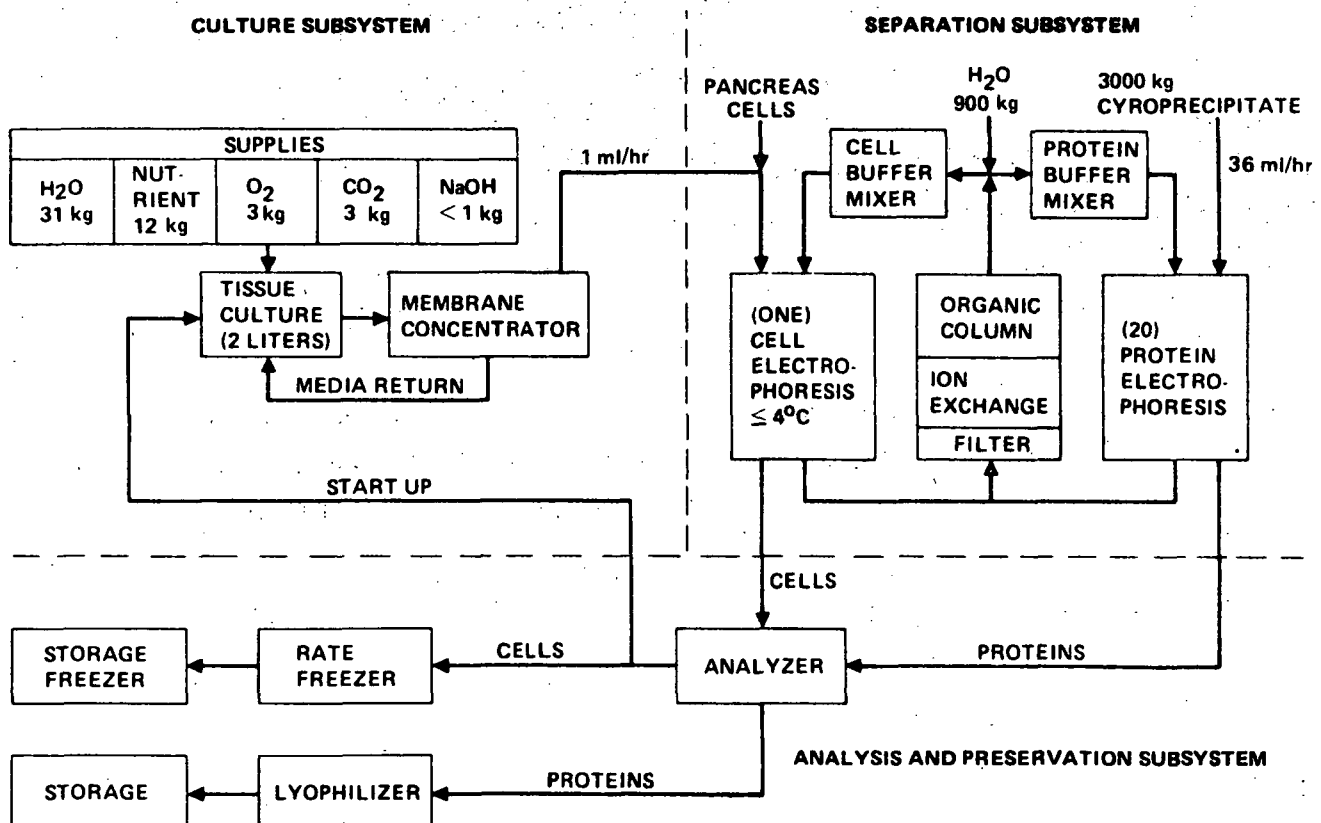 CULTURE SUBSYSTEM
SEPARATION SUBSYSTEM
SUPPLIES
H2O
31 kg
NUT-
RIENT
12 kg
O2
3 kg
CO2
3 kg
NaOH
< 1 kg
TISSUE
CULTURE
(2 LITERS)
MEMBRANE
CONCENTRATOR
MEDIA RETURN
START UP
1 ml/hr
PANCREAS
CELLS
H2O
900 kg
3000 kg
CYROPRECIPITATE
36 ml/hr
CELL
BUFFER
MIXER
PROTEIN
BUFFER
MIXER
(ONE)
CELL
ELECTRO-
PHORESIS
≤ 4°C
ORGANIC
COLUMN
ION
EXCHANGE
FILTER
(20)
PROTEIN
ELECTRO-
PHORESIS
CELLS
STORAGE
FREEZER
RATE
FREEZER
CELLS
ANALYZER
PROTEINS
ANALYSIS AND PRESERVATION SUBSYSTEM
STORAGE
LYOPHILIZER
PROTEINS